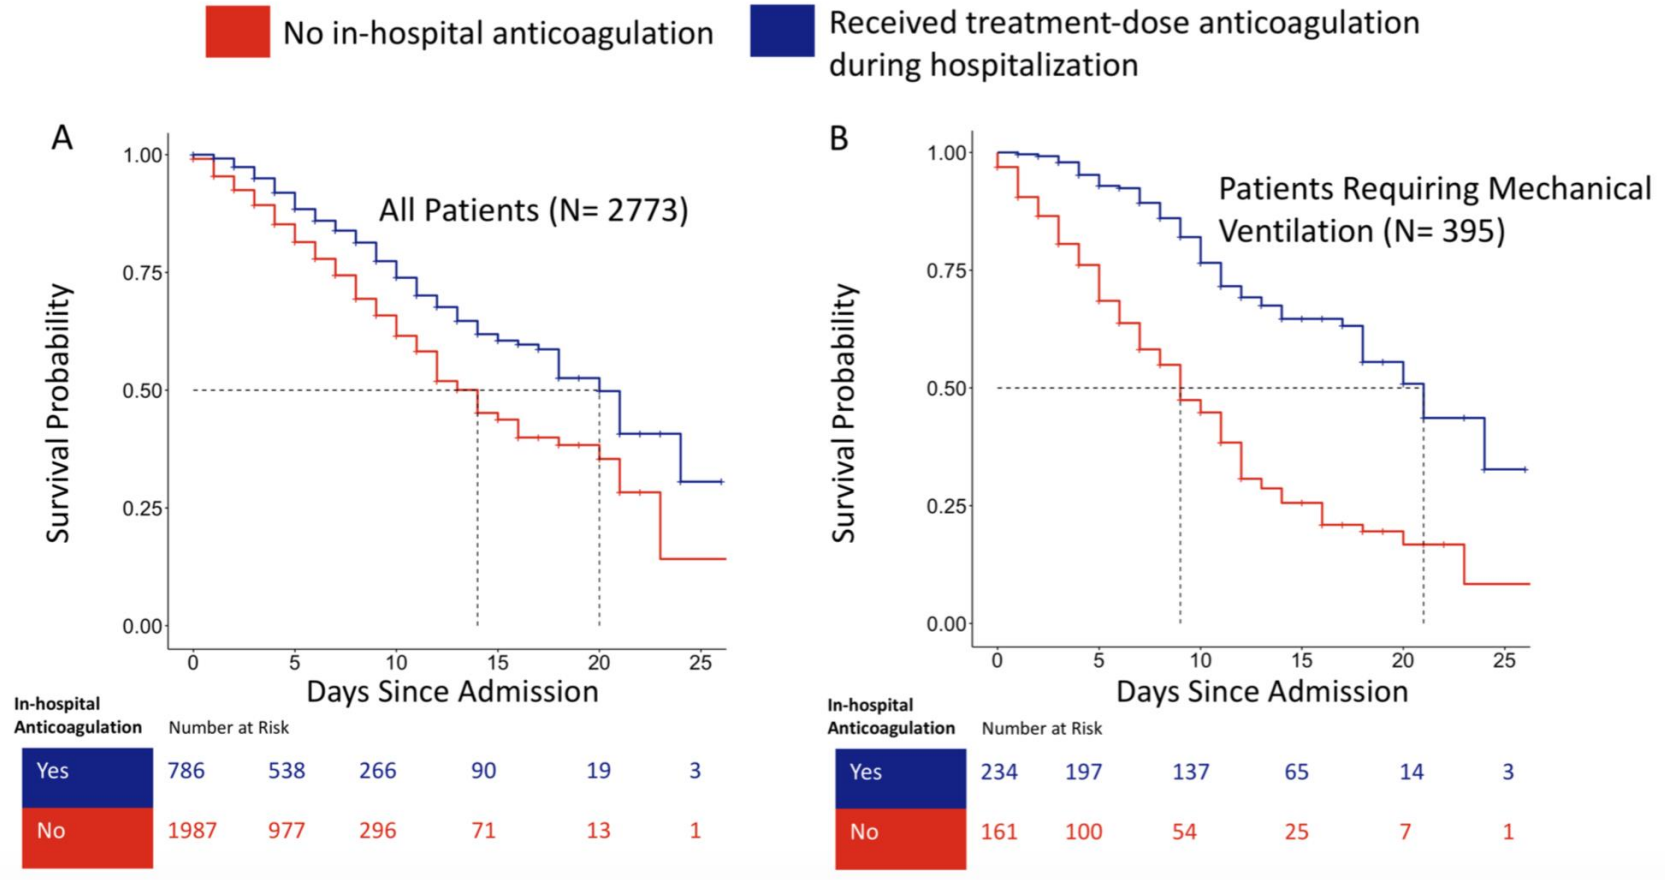 No in-hospital anticoagulation
Received treatment-dose anticoagulation
during hospitalization
A
All Patients (N= 2773)
Survival Probability
1.00
0.75
0.50
0.25
0.00
0 5 10 15 20 25
Days Since Admission
In-hospital
Anticoagulation
Number at Risk
Yes 786 538 266 90 19 3
No 1987 977 296 71 13 1
B
Patients Requiring Mechanical
Ventilation (N= 395)
Survival Probability
1.00
0.75
0.50
0.25
0.00
0 5 10 15 20 25
Days Since Admission
In-hospital
Anticoagulation
Number at Risk
Yes 234 197 137 65 14 3
No 161 100 54 25 7 1